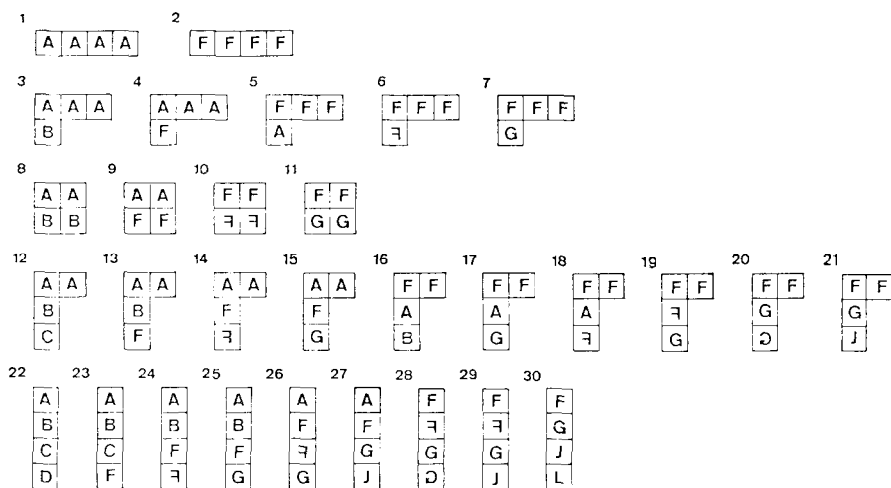 1 2
A A A A F F F F
3 4 5 6 7
A A A A A A F F F F F F F F F
B F A ꟻ G
8 9 10 11
A A A A F F F F
B B F F ꟻ ꟻ G G
12 13 14 15 16 17 18 19 20 21
A A A A A A A A F F F F F F F F F F F F
B B F F A A A ꟻ G G
C F ꟻ G B G ꟻ G G J
22 23 24 25 26 27 28 29 30
A A A A A A F F F
B B B B F F ꟻ ꟻ G
C C F F ꟻ G G G J
D F ꟻ G G J G J L